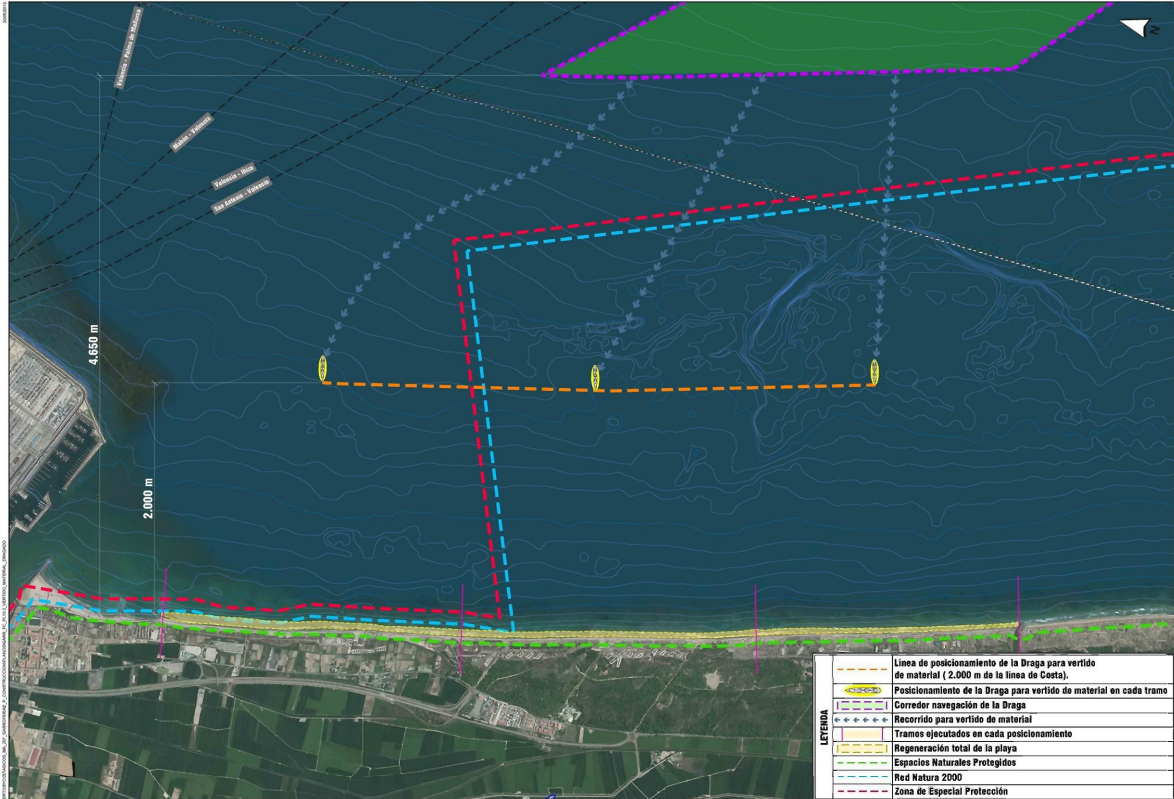 N
Valencia - Palma de Mallorca
Mahón - Valencia
Valencia - Ibiza
San Antonio - Valencia
4.650 m
2.000 m
LEYENDA
Línea de posicionamiento de la Draga para vertido
de material ( 2.000 m de la línea de Costa).
Posicionamiento de la Draga para vertido de material en cada tramo
Corredor navegación de la Draga
Recorrido para vertido de material
Tramos ejecutados en cada posicionamiento
Regeneración total de la playa
Espacios Naturales Protegidos
Red Natura 2000
Zona de Especial Protección